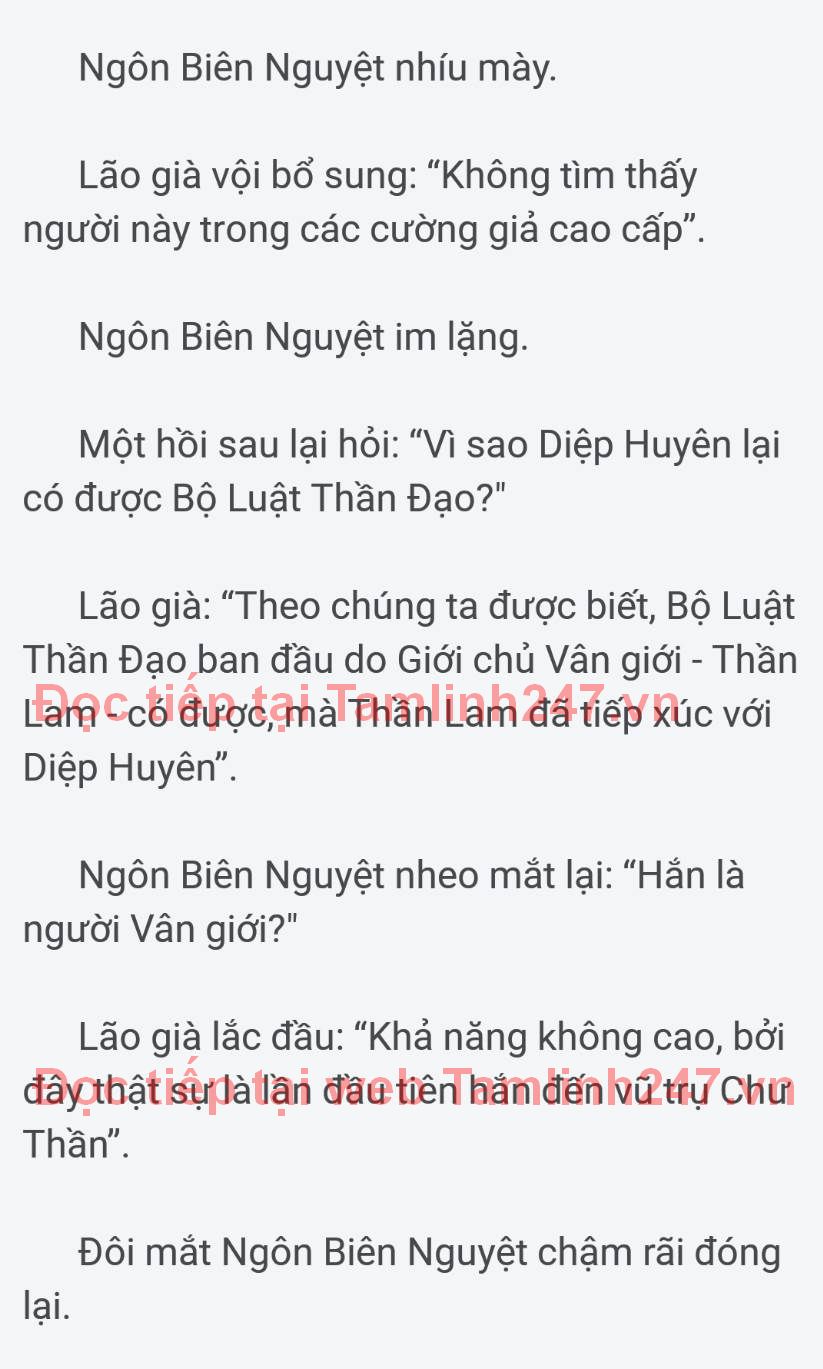 Ngôn Biên Nguyệt nhíu mày.
Lão già vội bổ sung: “Không tìm thấy
người này trong các cường giả cao cấp”.
Ngôn Biên Nguyệt im lặng.
Một hồi sau lại hỏi: “Vì sao Diệp Huyên lại
có được Bộ Luật Thần Đạo?"
Lão già: “Theo chúng ta được biết, Bộ Luật
Thần Đạo ban đầu do Giới chủ Vân giới - Thần
Lam - có được, mà Thần Lam đã tiếp xúc với
Đọc tiếp tại Tamlinh247.vn
Diệp Huyên”.
Ngôn Biên Nguyệt nheo mắt lại: “Hắn là
người Vân giới?"
Lão già lắc đầu: “Khả năng không cao, bởi
đây thật sự là lần đầu tiên hắn đến vũ trụ Chư
Đọc tiếp tại web Tamlinh247.vn
Thần”.
Đôi mắt Ngôn Biên Nguyệt chậm rãi đóng
lại.